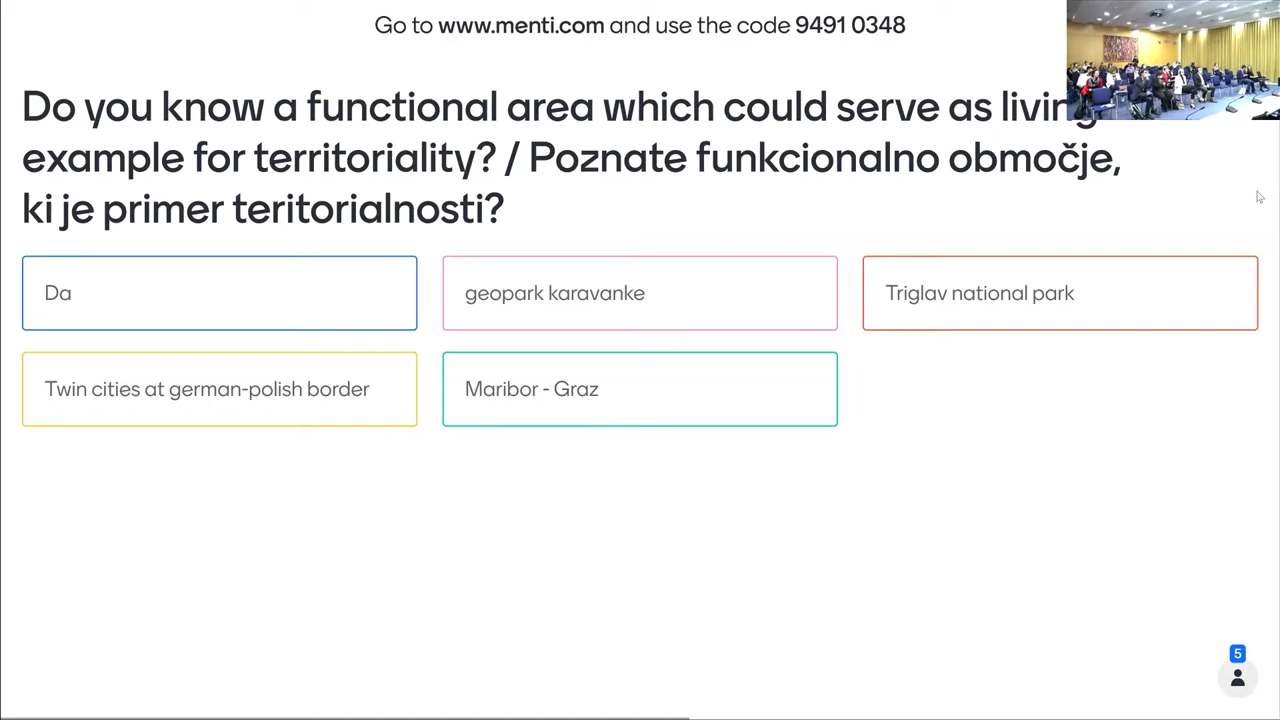 Go to www.menti.com and use the code 9491 0348
Do you know a functional area which could serve as living
example for territoriality? / Poznate funkcionalno območje,
ki je primer teritorialnosti?
Da
geopark karavanke
Triglav national park
Twin cities at german-polish border
Maribor - Graz
5